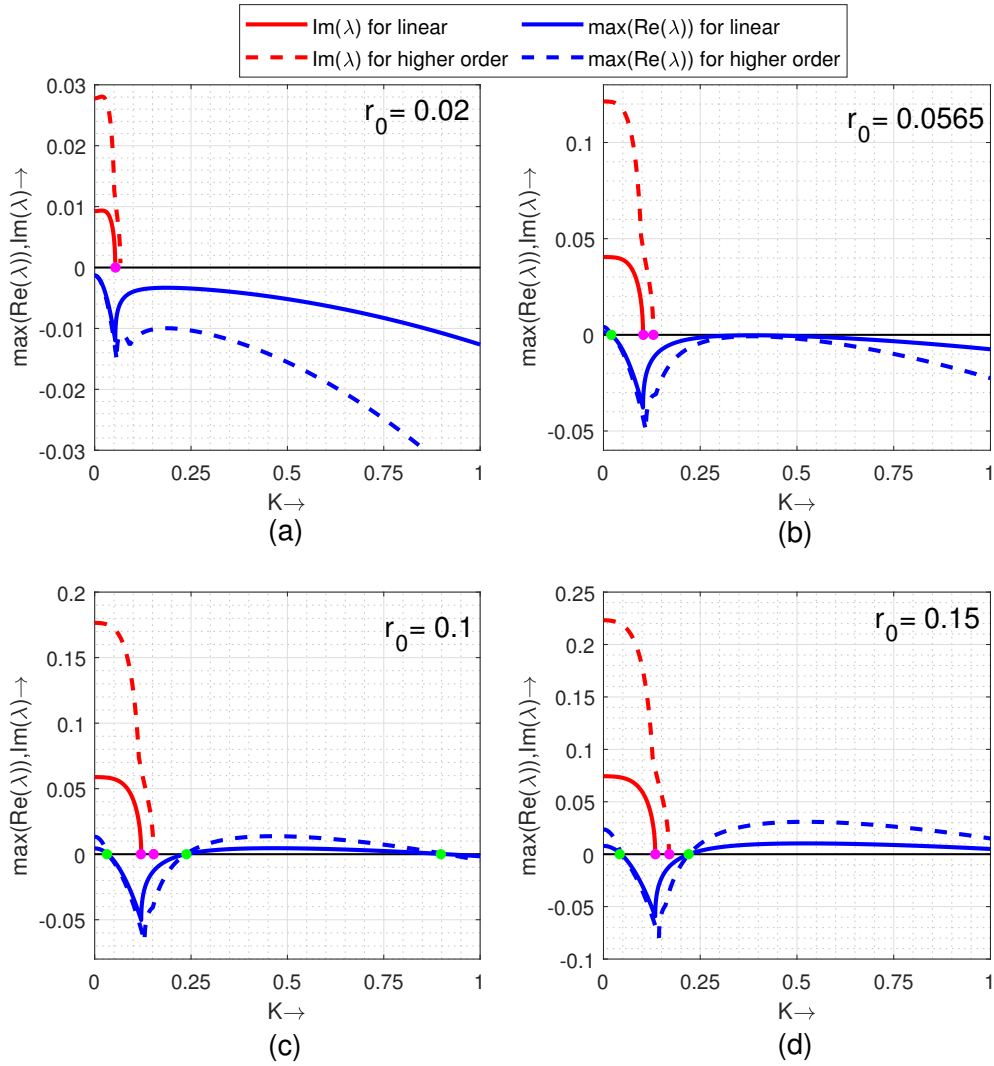 Im(λ) for linear
max(Re(λ)) for linear
Im(λ) for higher order
max(Re(λ)) for higher order
r0= 0.02
max(Re(λ)),Im(λ)→
0.03
0.02
0.01
0
-0.01
-0.02
-0.03
0
0.25
0.5
0.75
1
K→
(a)
r0= 0.0565
max(Re(λ)),Im(λ)→
0.1
0.05
0
-0.05
0
0.25
0.5
0.75
1
K→
(b)
r0= 0.1
max(Re(λ)),Im(λ)→
0.2
0.15
0.1
0.05
0
-0.05
0
0.25
0.5
0.75
1
K→
(c)
r0= 0.15
max(Re(λ)),Im(λ)→
0.25
0.2
0.15
0.1
0.05
0
-0.05
-0.1
0
0.25
0.5
0.75
1
K→
(d)